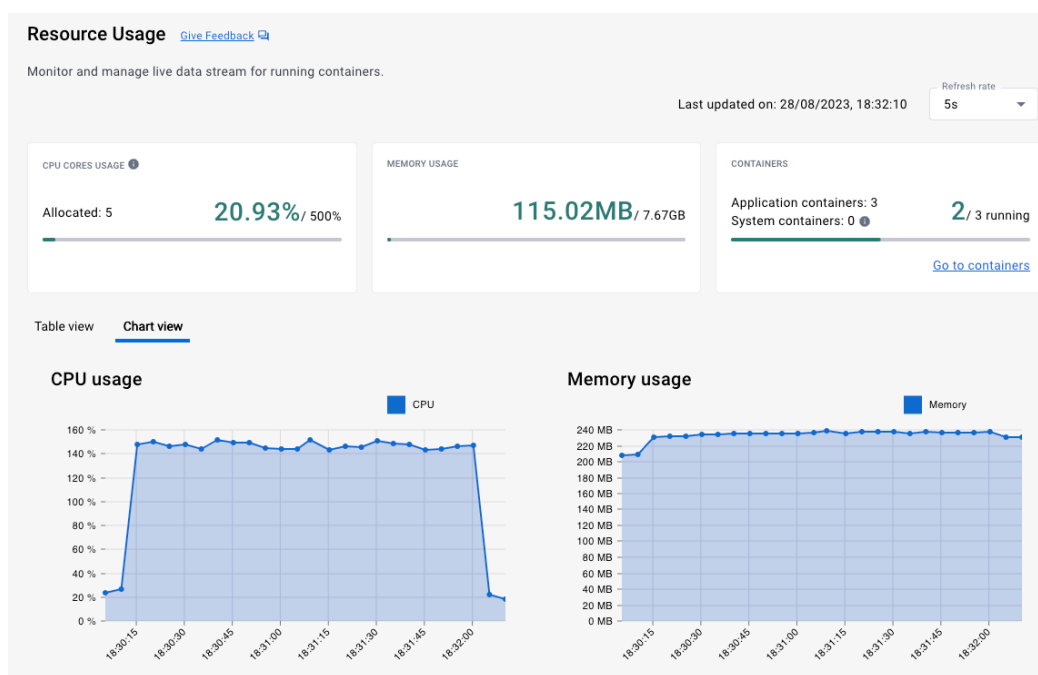 Resource Usage Give Feedback
Monitor and manage live data stream for running containers.
Refresh rate
Last updated on: 28/08/2023, 18:32:10 5s
CPU CORES USAGE
Allocated: 5 20.93% / 500%
MEMORY USAGE
115.02MB / 7.67GB
CONTAINERS
Application containers: 3
System containers: 0
2 / 3 running
Go to containers
Table view Chart view
CPU usage
CPU
160 %
140 %
120 %
100 %
80 %
60 %
40 %
20 %
0 %
18:30:15 18:30:30 18:30:45 18:31:00 18:31:15 18:31:30 18:31:45 18:32:00
Memory usage
Memory
240 MB
220 MB
200 MB
180 MB
160 MB
140 MB
120 MB
100 MB
80 MB
60 MB
40 MB
20 MB
0 MB
18:30:15 18:30:30 18:30:45 18:31:00 18:31:15 18:31:30 18:31:45 18:32:00